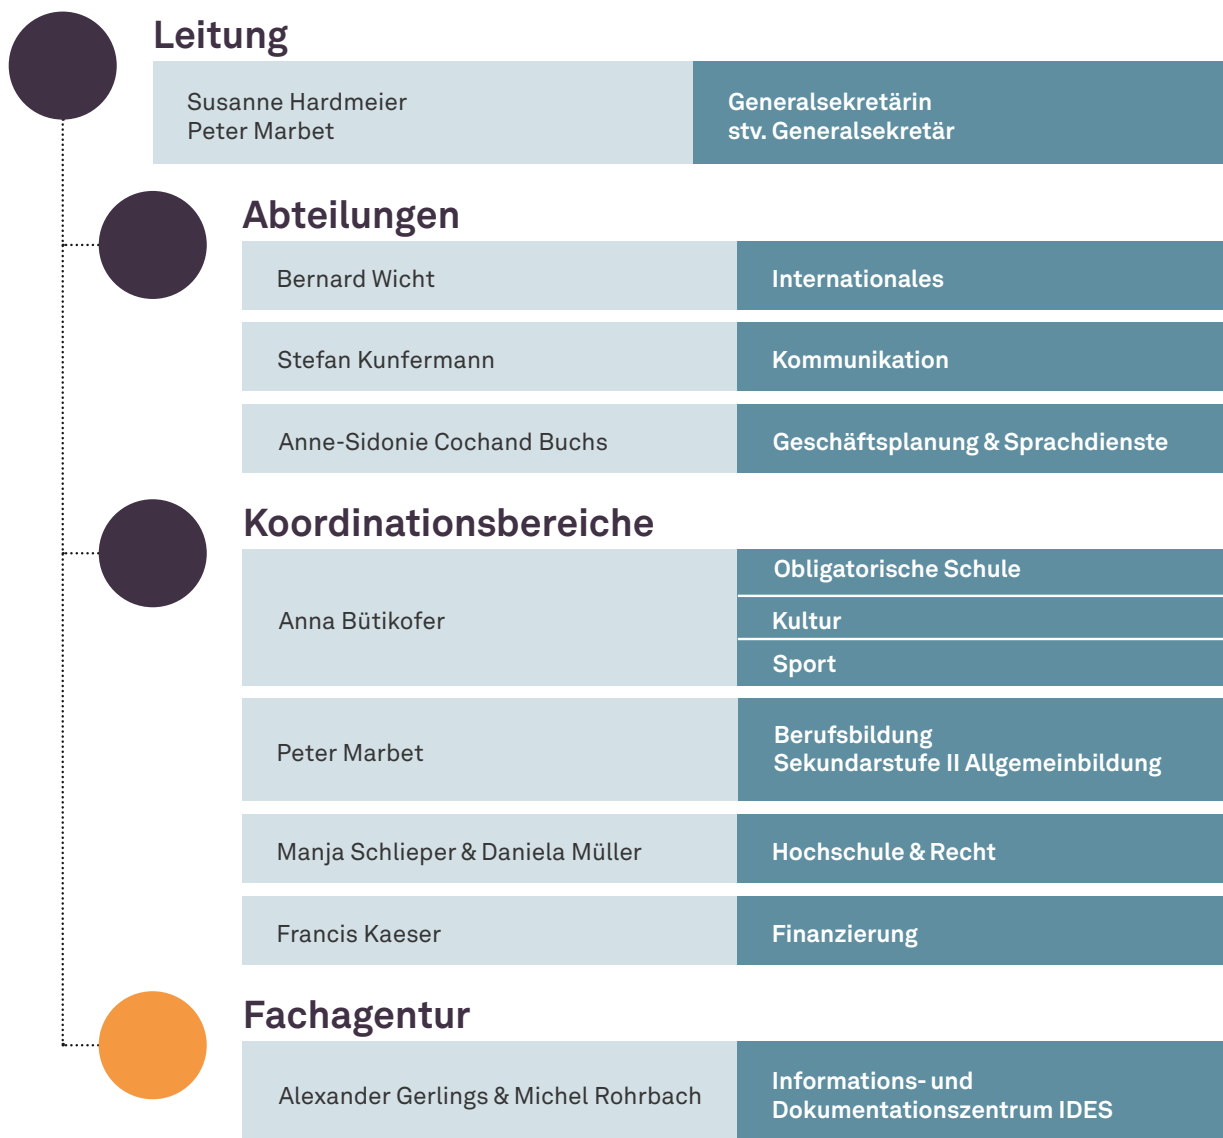 Leitung
Susanne Hardmeier
Peter Marbet
Generalsekretärin
stv. Generalsekretär
Abteilungen
Bernard Wicht
Internationales
Stefan Kunfermann
Kommunikation
Anne-Sidonie Cochand Buchs
Geschäftsplanung & Sprachdienste
Koordinationsbereiche
Anna Bütikofer
Obligatorische Schule
Kultur
Sport
Peter Marbet
Berufsbildung
Sekundarstufe II Allgemeinbildung
Manja Schlieper & Daniela Müller
Hochschule & Recht
Francis Kaeser
Finanzierung
Fachagentur
Alexander Gerlings & Michel Rohrbach
Informations- und
Dokumentationszentrum IDES